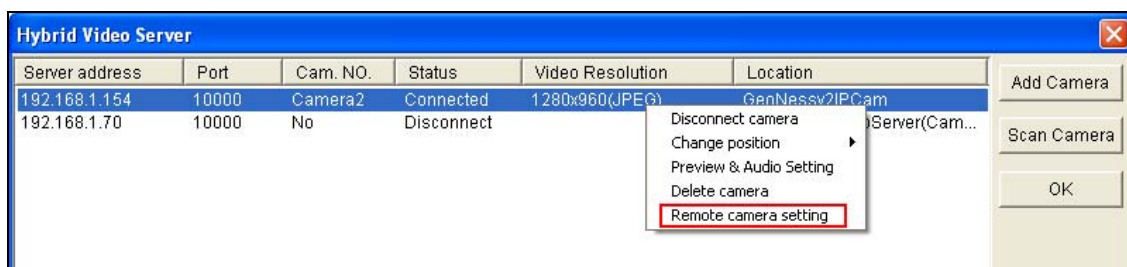 Hybrid Video Server
Server address Port Cam. NO. Status Video Resolution Location
192.168.1.154 10000 Camera2 Connected 1280x960(JPEG) GeoNessy2IPCam
192.168.1.70 10000 No Disconnect )Server(Cam...
Disconnect camera
Change position
Preview & Audio Setting
Delete camera
Remote camera setting
Add Camera
Scan Camera
OK